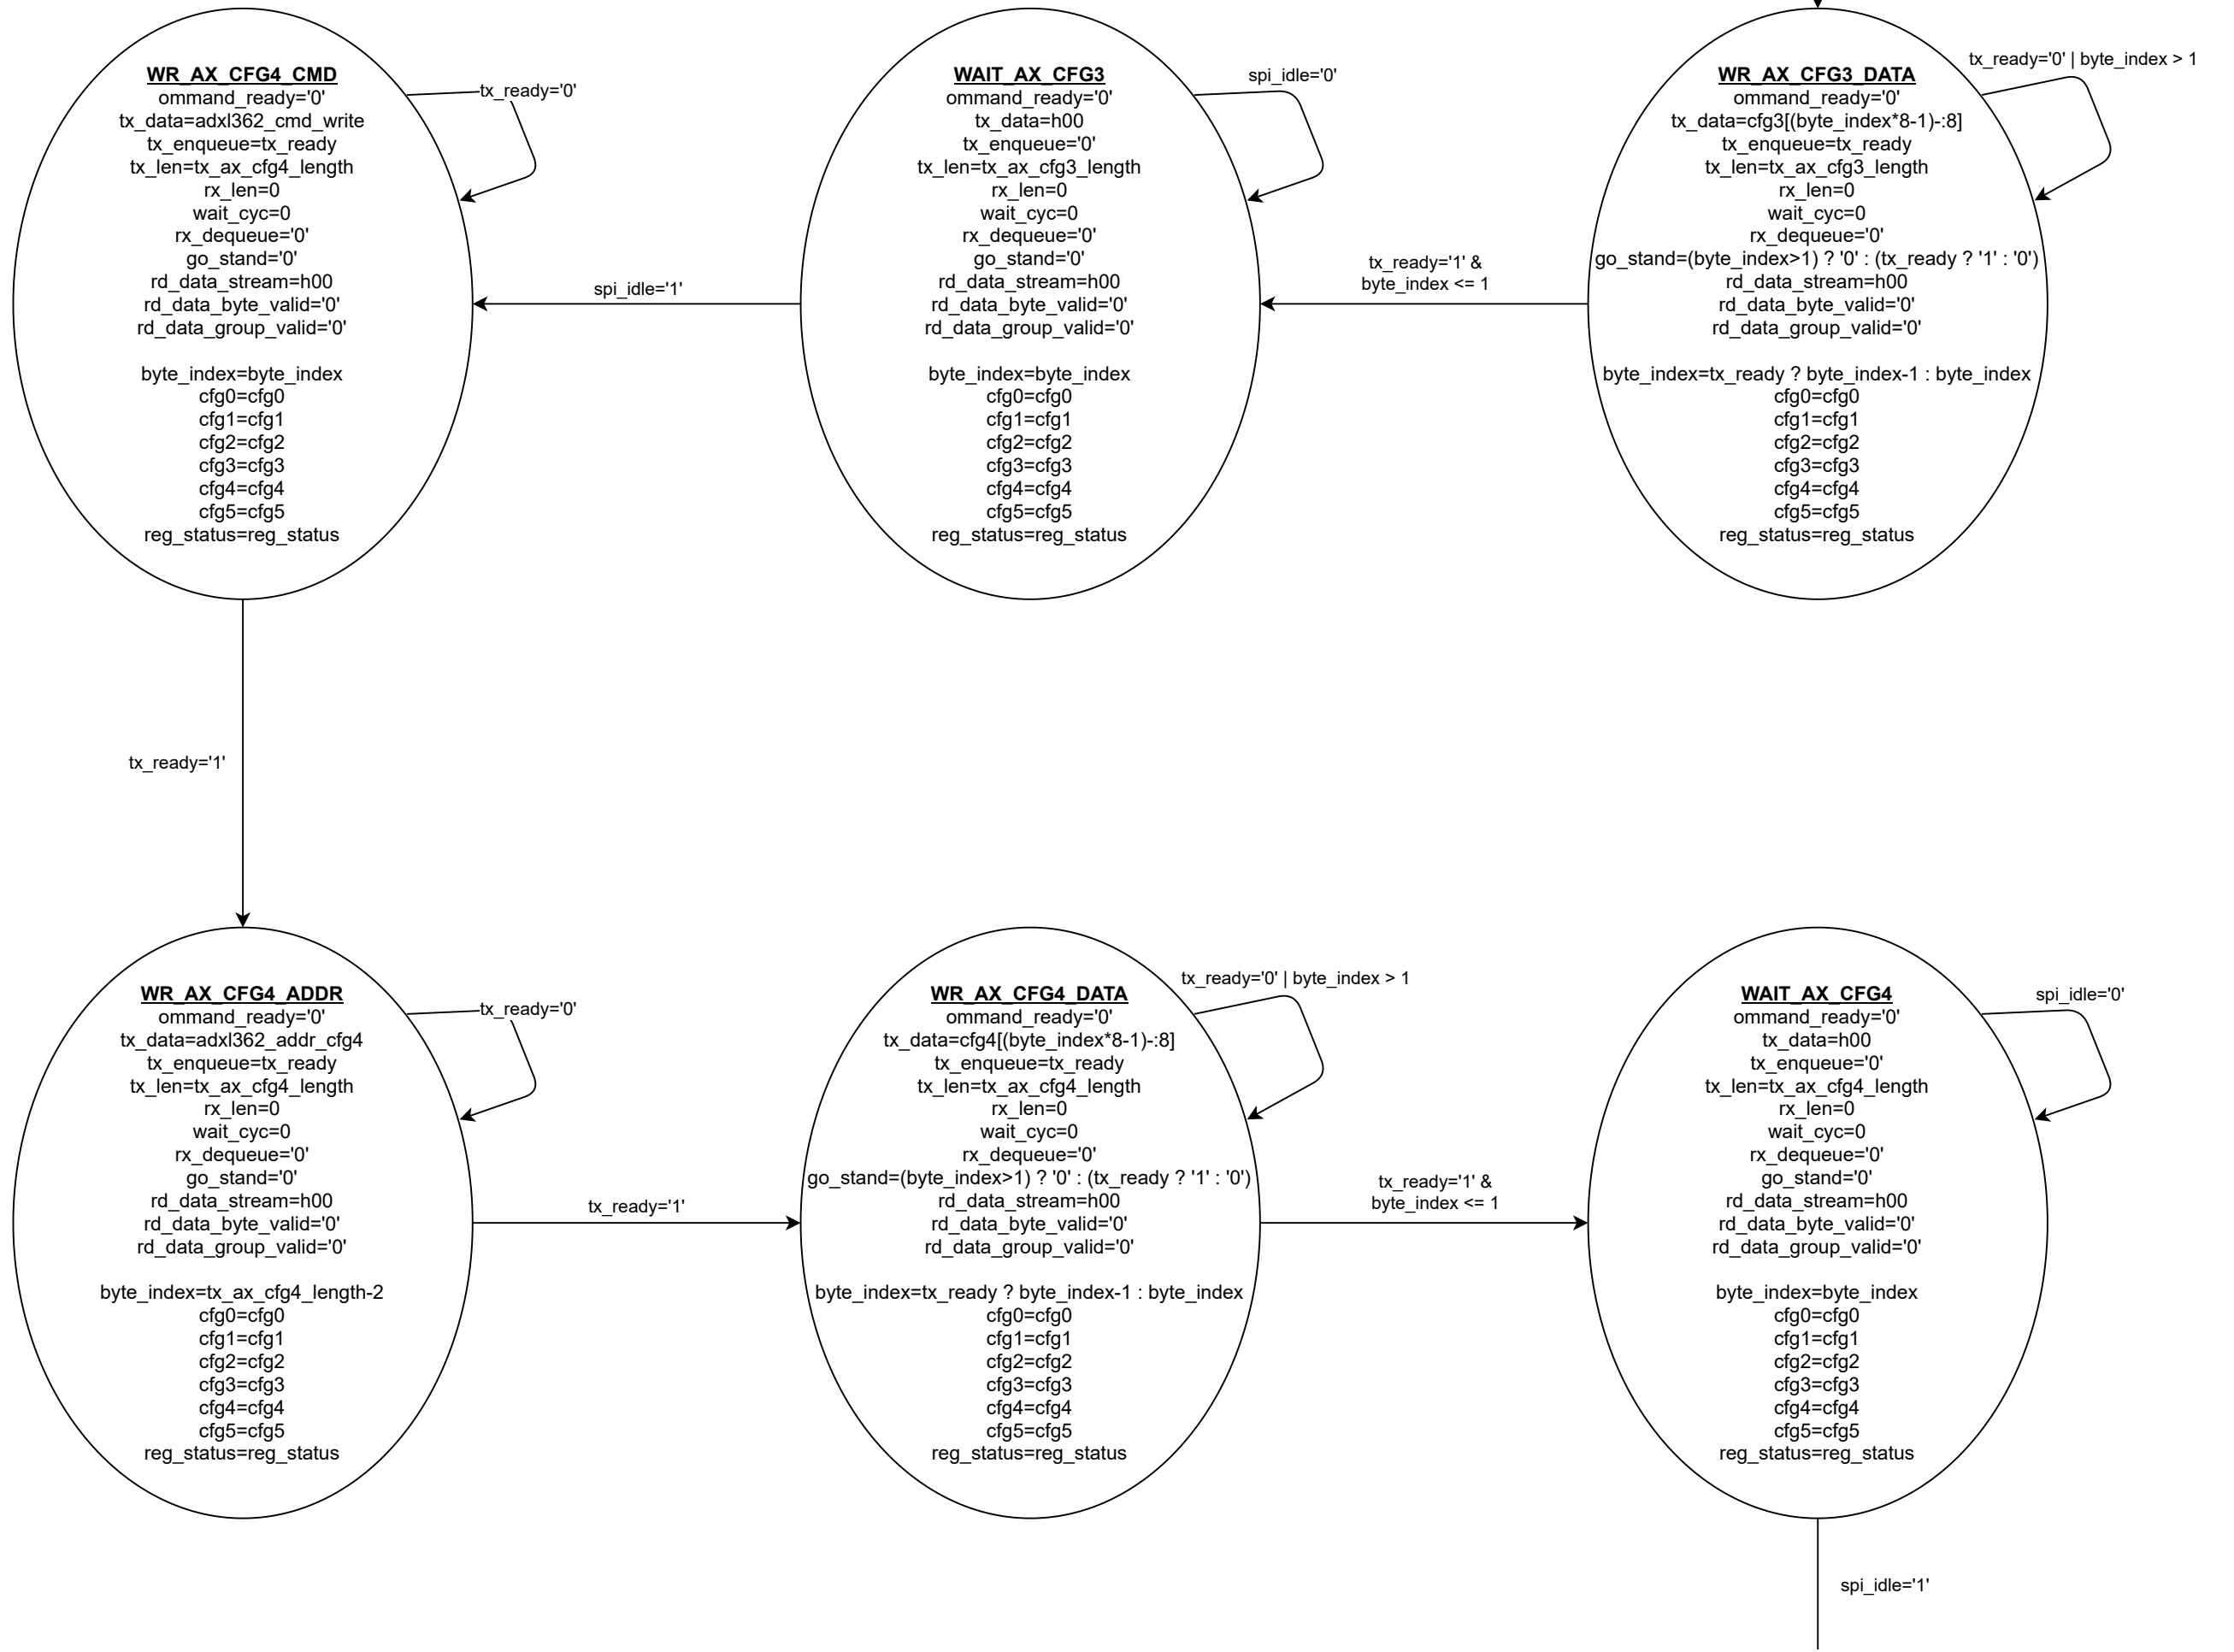 WR_AX_CFG4_CMD
ommand_ready='0'
tx_data=adxl362_cmd_write
tx_enqueue=tx_ready
tx_len=tx_ax_cfg4_length
rx_len=0
wait_cyc=0
rx_dequeue='0'
go_stand='0'
rd_data_stream=h00
rd_data_byte_valid='0'
rd_data_group_valid='0'
byte_index=byte_index
cfg0=cfg0
cfg1=cfg1
cfg2=cfg2
cfg3=cfg3
cfg4=cfg4
cfg5=cfg5
reg_status=reg_status
tx_ready='0'
spi_idle='1'
WAIT_AX_CFG3
ommand_ready='0'
tx_data=h00
tx_enqueue='0'
tx_len=tx_ax_cfg3_length
rx_len=0
wait_cyc=0
rx_dequeue='0'
go_stand='0'
rd_data_stream=h00
rd_data_byte_valid='0'
rd_data_group_valid='0'
byte_index=byte_index
cfg0=cfg0
cfg1=cfg1
cfg2=cfg2
cfg3=cfg3
cfg4=cfg4
cfg5=cfg5
reg_status=reg_status
spi_idle='0'
tx_ready='1' &
byte_index <= 1
WR_AX_CFG3_DATA
ommand_ready='0'
tx_data=cfg3[(byte_index*8-1)-:8]
tx_enqueue=tx_ready
tx_len=tx_ax_cfg3_length
rx_len=0
wait_cyc=0
rx_dequeue='0'
go_stand=(byte_index>1) ? '0' : (tx_ready ? '1' : '0')
rd_data_stream=h00
rd_data_byte_valid='0'
rd_data_group_valid='0'
byte_index=tx_ready ? byte_index-1 : byte_index
cfg0=cfg0
cfg1=cfg1
cfg2=cfg2
cfg3=cfg3
cfg4=cfg4
cfg5=cfg5
reg_status=reg_status
tx_ready='0' | byte_index > 1
tx_ready='1'
WR_AX_CFG4_ADDR
ommand_ready='0'
tx_data=adxl362_addr_cfg4
tx_enqueue=tx_ready
tx_len=tx_ax_cfg4_length
rx_len=0
wait_cyc=0
rx_dequeue='0'
go_stand='0'
rd_data_stream=h00
rd_data_byte_valid='0'
rd_data_group_valid='0'
byte_index=tx_ax_cfg4_length-2
cfg0=cfg0
cfg1=cfg1
cfg2=cfg2
cfg3=cfg3
cfg4=cfg4
cfg5=cfg5
reg_status=reg_status
tx_ready='0'
tx_ready='1'
WR_AX_CFG4_DATA
ommand_ready='0'
tx_data=cfg4[(byte_index*8-1)-:8]
tx_enqueue=tx_ready
tx_len=tx_ax_cfg4_length
rx_len=0
wait_cyc=0
rx_dequeue='0'
go_stand=(byte_index>1) ? '0' : (tx_ready ? '1' : '0')
rd_data_stream=h00
rd_data_byte_valid='0'
rd_data_group_valid='0'
byte_index=tx_ready ? byte_index-1 : byte_index
cfg0=cfg0
cfg1=cfg1
cfg2=cfg2
cfg3=cfg3
cfg4=cfg4
cfg5=cfg5
reg_status=reg_status
tx_ready='0' | byte_index > 1
tx_ready='1' &
byte_index <= 1
WAIT_AX_CFG4
ommand_ready='0'
tx_data=h00
tx_enqueue='0'
tx_len=tx_ax_cfg4_length
rx_len=0
wait_cyc=0
rx_dequeue='0'
go_stand='0'
rd_data_stream=h00
rd_data_byte_valid='0'
rd_data_group_valid='0'
byte_index=byte_index
cfg0=cfg0
cfg1=cfg1
cfg2=cfg2
cfg3=cfg3
cfg4=cfg4
cfg5=cfg5
reg_status=reg_status
spi_idle='0'
spi_idle='1'